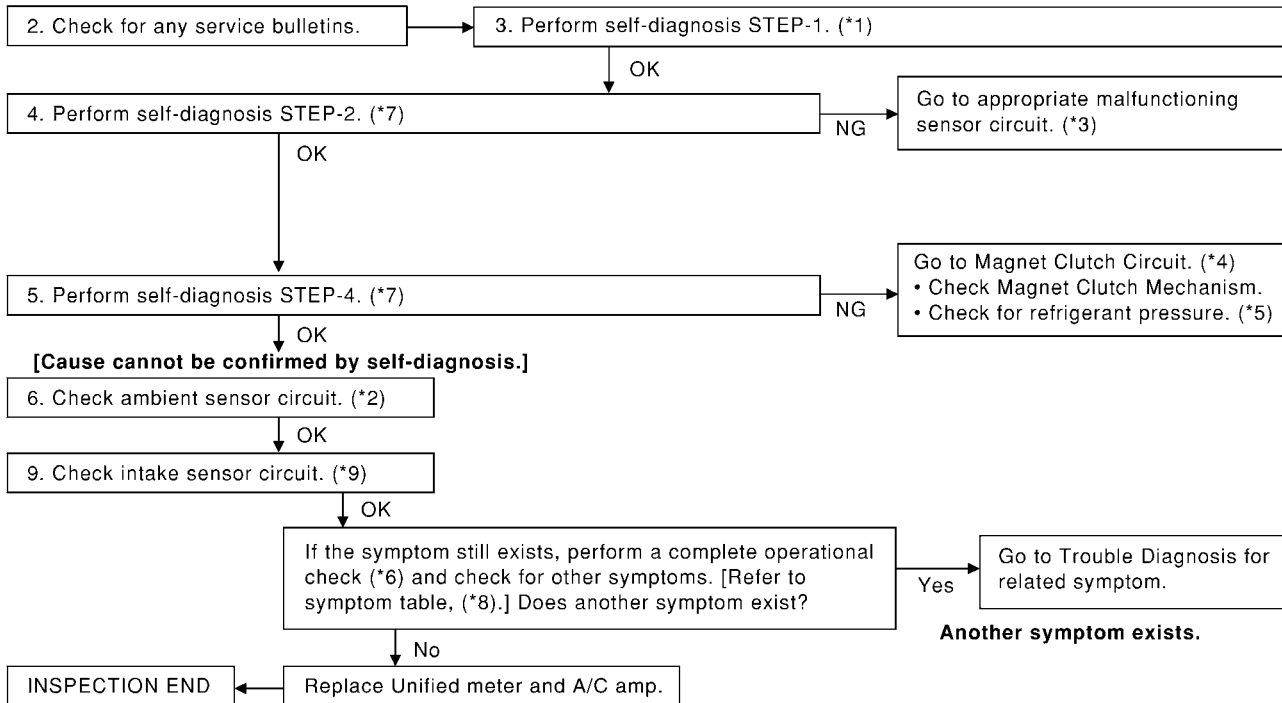 2. Check for any service bulletins.
3. Perform self-diagnosis STEP-1. (*1)
OK
4. Perform self-diagnosis STEP-2. (*7)
NG
Go to appropriate malfunctioning
sensor circuit. (*3)
OK
5. Perform self-diagnosis STEP-4. (*7)
NG
Go to Magnet Clutch Circuit. (*4)
• Check Magnet Clutch Mechanism.
• Check for refrigerant pressure. (*5)
OK
[Cause cannot be confirmed by self-diagnosis.]
6. Check ambient sensor circuit. (*2)
OK
9. Check intake sensor circuit. (*9)
OK
If the symptom still exists, perform a complete operational
check (*6) and check for other symptoms. [Refer to
symptom table, (*8).] Does another symptom exist?
Yes
Go to Trouble Diagnosis for
related symptom.
Another symptom exists.
No
Replace Unified meter and A/C amp.
INSPECTION END